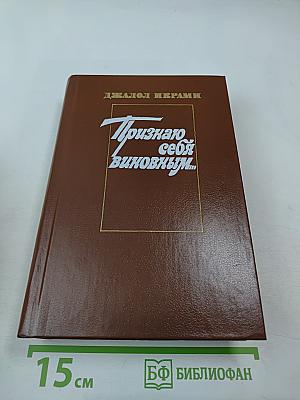 ДЖАЛОЛ ИКРАМИ
Признаю
себя
виновным...
15 см
БФ БИБЛИОФАН